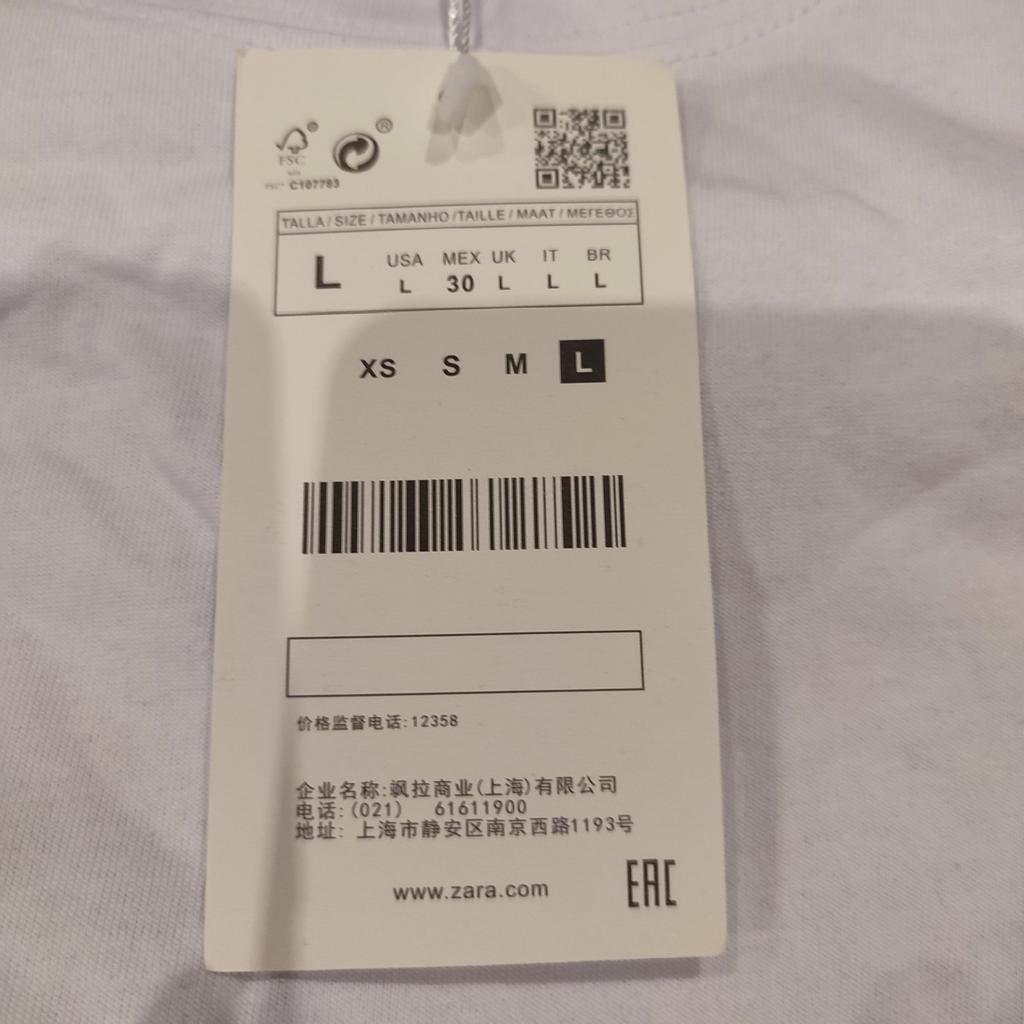 ®
FSC
MIX
FSC™ C107783
TALLA / SIZE / TAMANHO /TAILLE / MAAT / ΜΕΓΕΘΟΣ
L
USA MEX UK IT BR
L 30 L L L
XS S M L
价格监督电话:12358
企业名称:飒拉商业(上海)有限公司
电话:(021) 61611900
地址: 上海市静安区南京西路1193号
www.zara.com
EAC